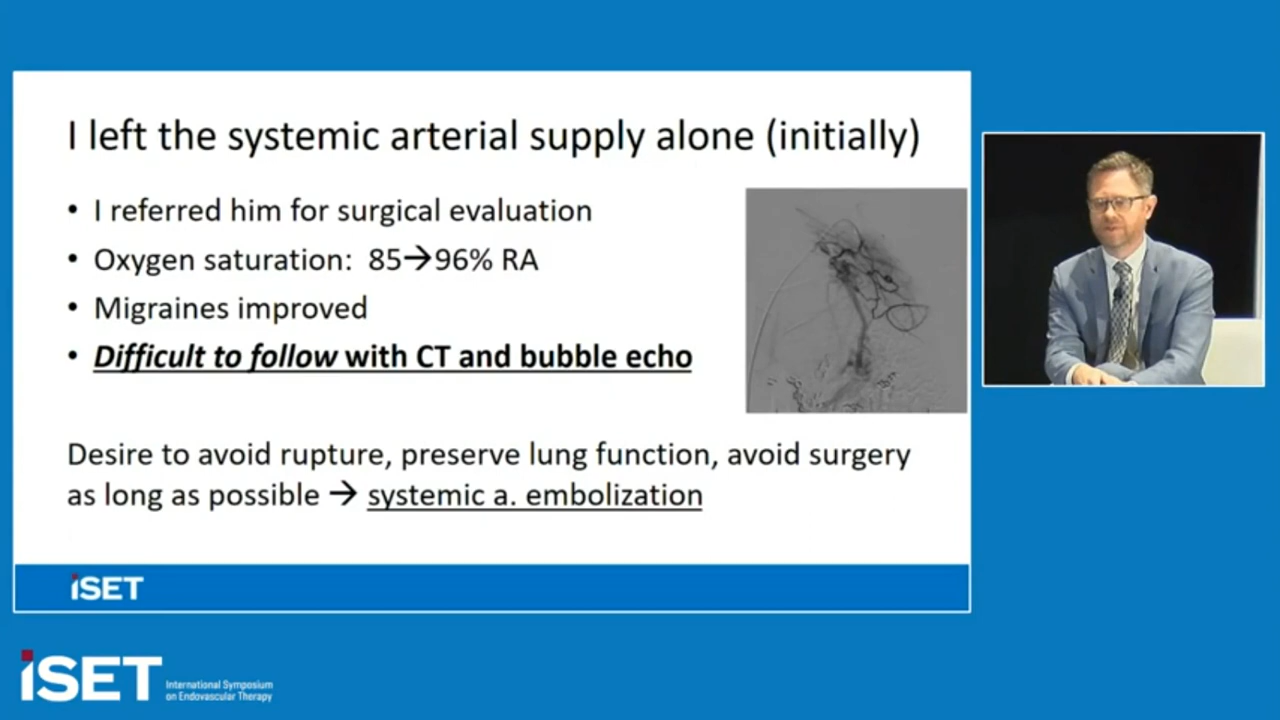 I left the systemic arterial supply alone (initially)
• I referred him for surgical evaluation
• Oxygen saturation: 85→96% RA
• Migraines improved
• Difficult to follow with CT and bubble echo
Desire to avoid rupture, preserve lung function, avoid surgery
as long as possible → systemic a. embolization
iSET
iSET
International Symposium
on Endovascular Therapy